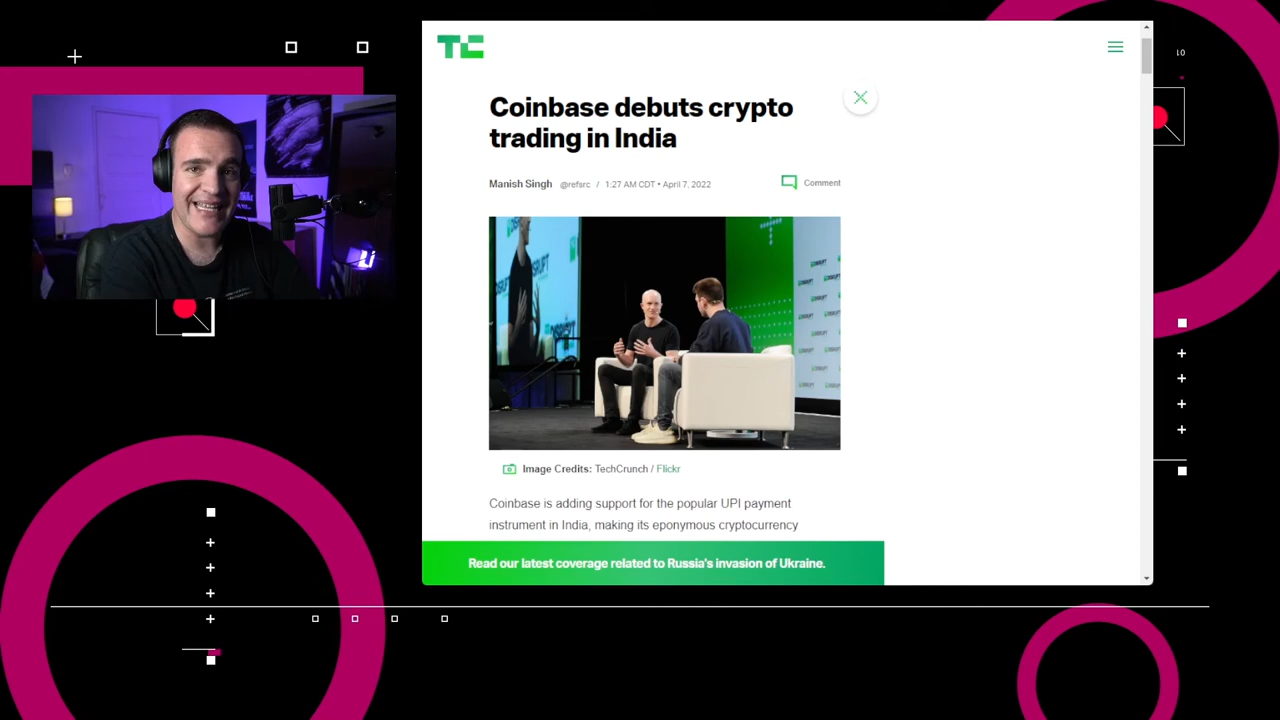 TC
Coinbase debuts crypto
trading in India
Manish Singh @refsrc / 1:27 AM CDT • April 7, 2022
Comment
Image Credits: TechCrunch / Flickr
Coinbase is adding support for the popular UPI payment
instrument in India, making its eponymous cryptocurrency
Read our latest coverage related to Russia's invasion of Ukraine.